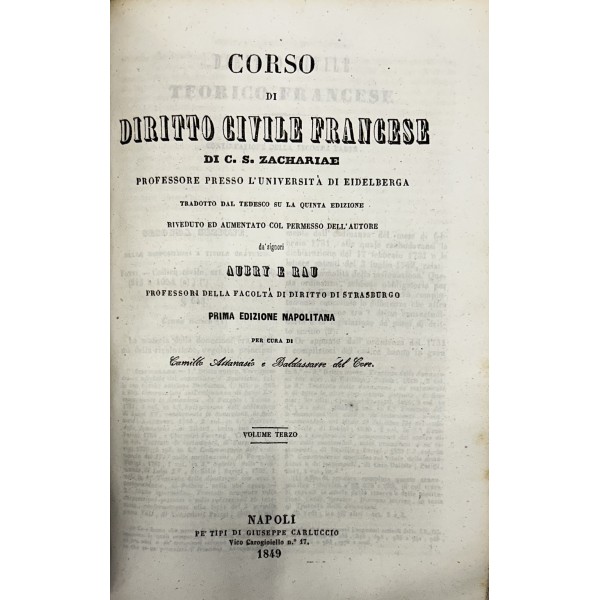 CORSO
DI
DIRITTO CIVILE FRANCESE
DI C. S. ZACHARIAE
PROFESSORE PRESSO L'UNIVERSITÀ DI EIDELBERGA
TRADOTTO DAL TEDESCO SU LA QUINTA EDIZIONE
RIVEDUTO ED AUMENTATO COL PERMESSO DELL'AUTORE
da' signori
AUBRY E RAU
PROFESSORI DELLA FACOLTÀ DI DIRITTO DI STRASBURGO
PRIMA EDIZIONE NAPOLITANA
PER CURA DI
Camillo Attanasio e Baldassarre del Core.
VOLUME TERZO
NAPOLI
PE' TIPI DI GIUSEPPE CARLUCCIO
Vico Carogioiello n.° 17.
1849